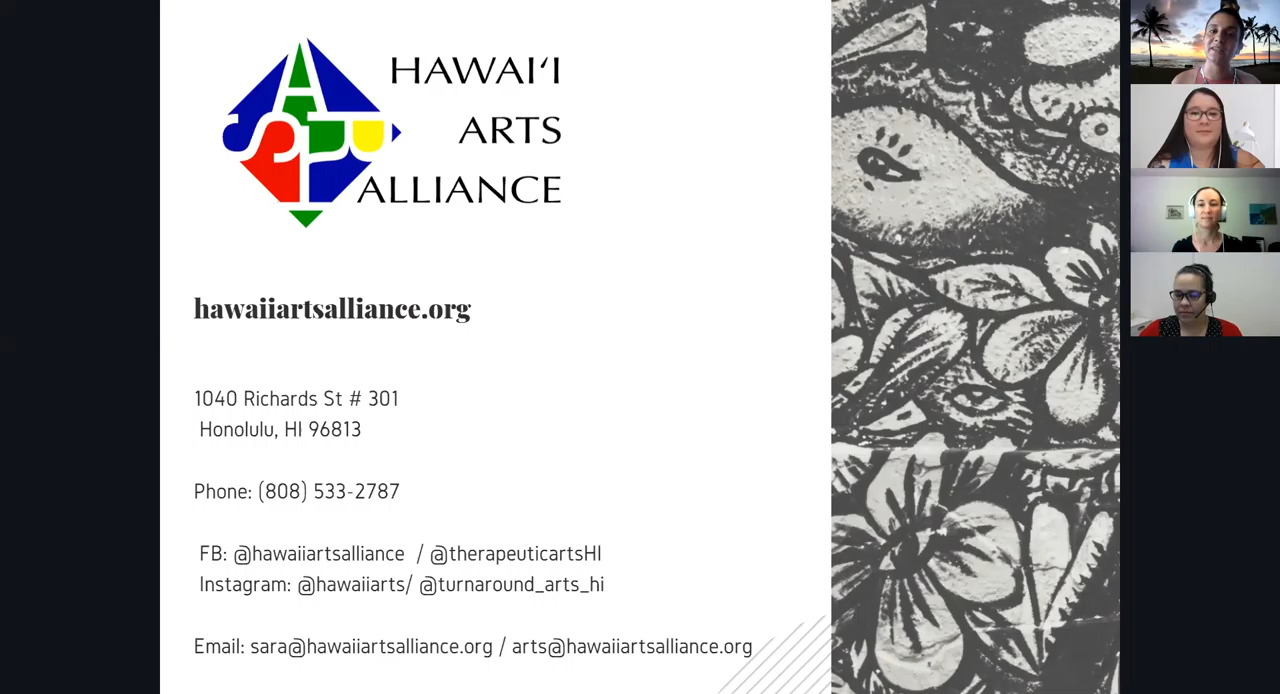 HAWAIʻI
ARTS
ALLIANCE
hawaiiartsalliance.org
1040 Richards St # 301
Honolulu, HI 96813
Phone: (808) 533-2787
FB: @hawaiiartsalliance / @therapeuticartsHI
Instagram: @hawaiiarts/ @turnaround_arts_hi
Email: sara@hawaiiartsalliance.org / arts@hawaiiartsalliance.org